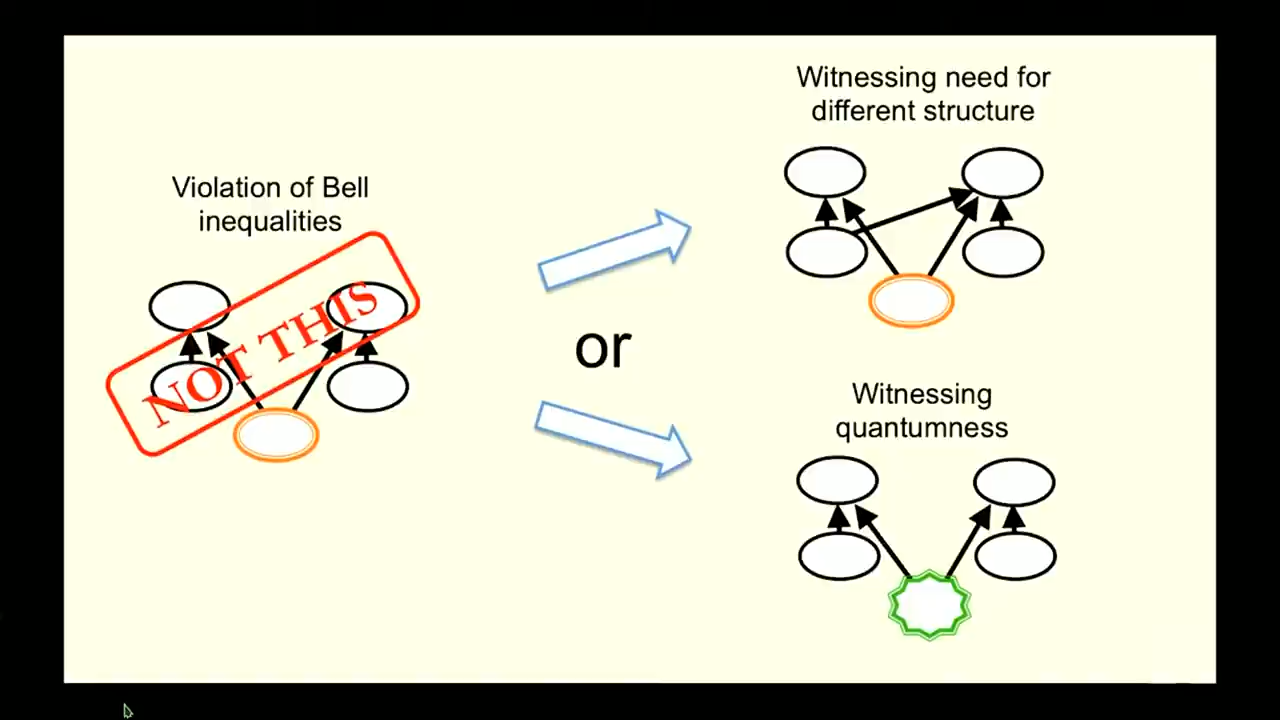 Violation of Bell
inequalities
NOT THIS
or
Witnessing need for
different structure
Witnessing
quantumness